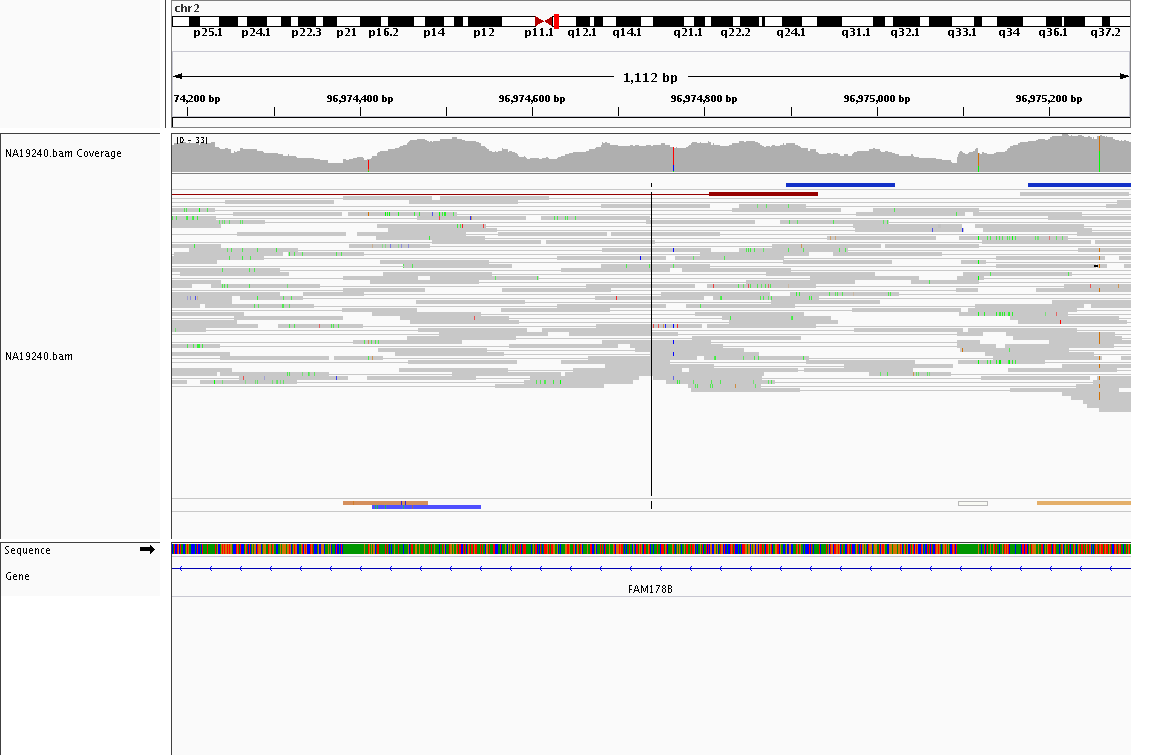 chr2
p25.1 p24.1 p22.3 p21 p16.2 p14 p12 p11.1 q12.1 q14.1 q21.1 q22.2 q24.1 q31.1 q32.1 q33.1 q34 q36.1 q37.2
1,112 bp
74,200 bp 96,974,400 bp 96,974,600 bp 96,974,800 bp 96,975,000 bp 96,975,200 bp
NA19240.bam Coverage
[0 - 33]
NA19240.bam
Sequence
Gene
FAM178B